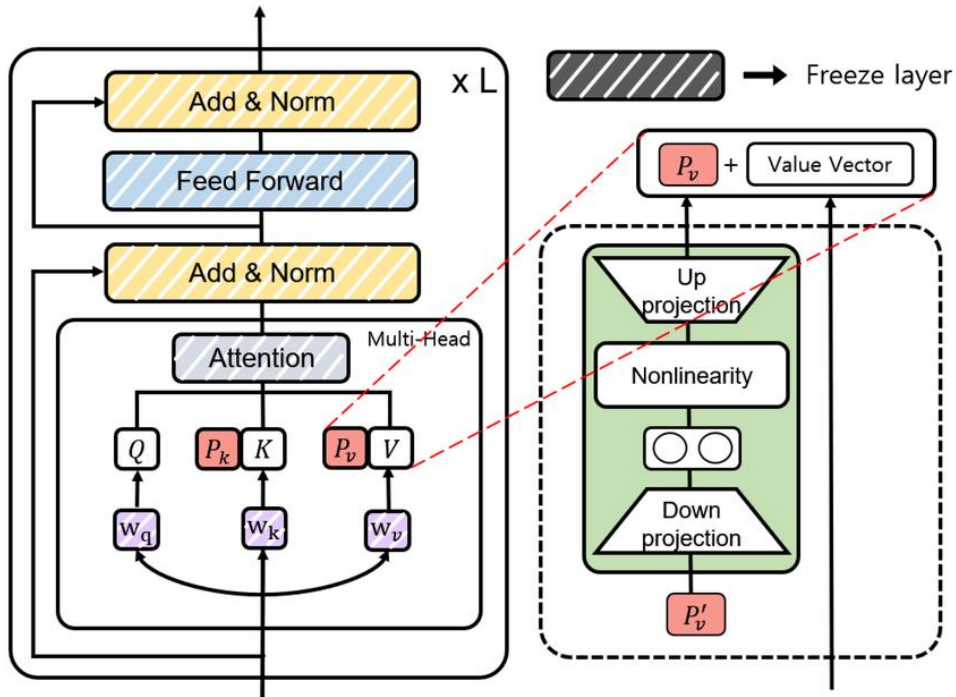 x L
Add & Norm
Feed Forward
Add & Norm
Multi-Head
Attention
Q
P_k K
P_v V
w_q
w_k
w_v
Freeze layer
P_v + Value Vector
Up
projection
Nonlinearity
Down
projection
P'_v